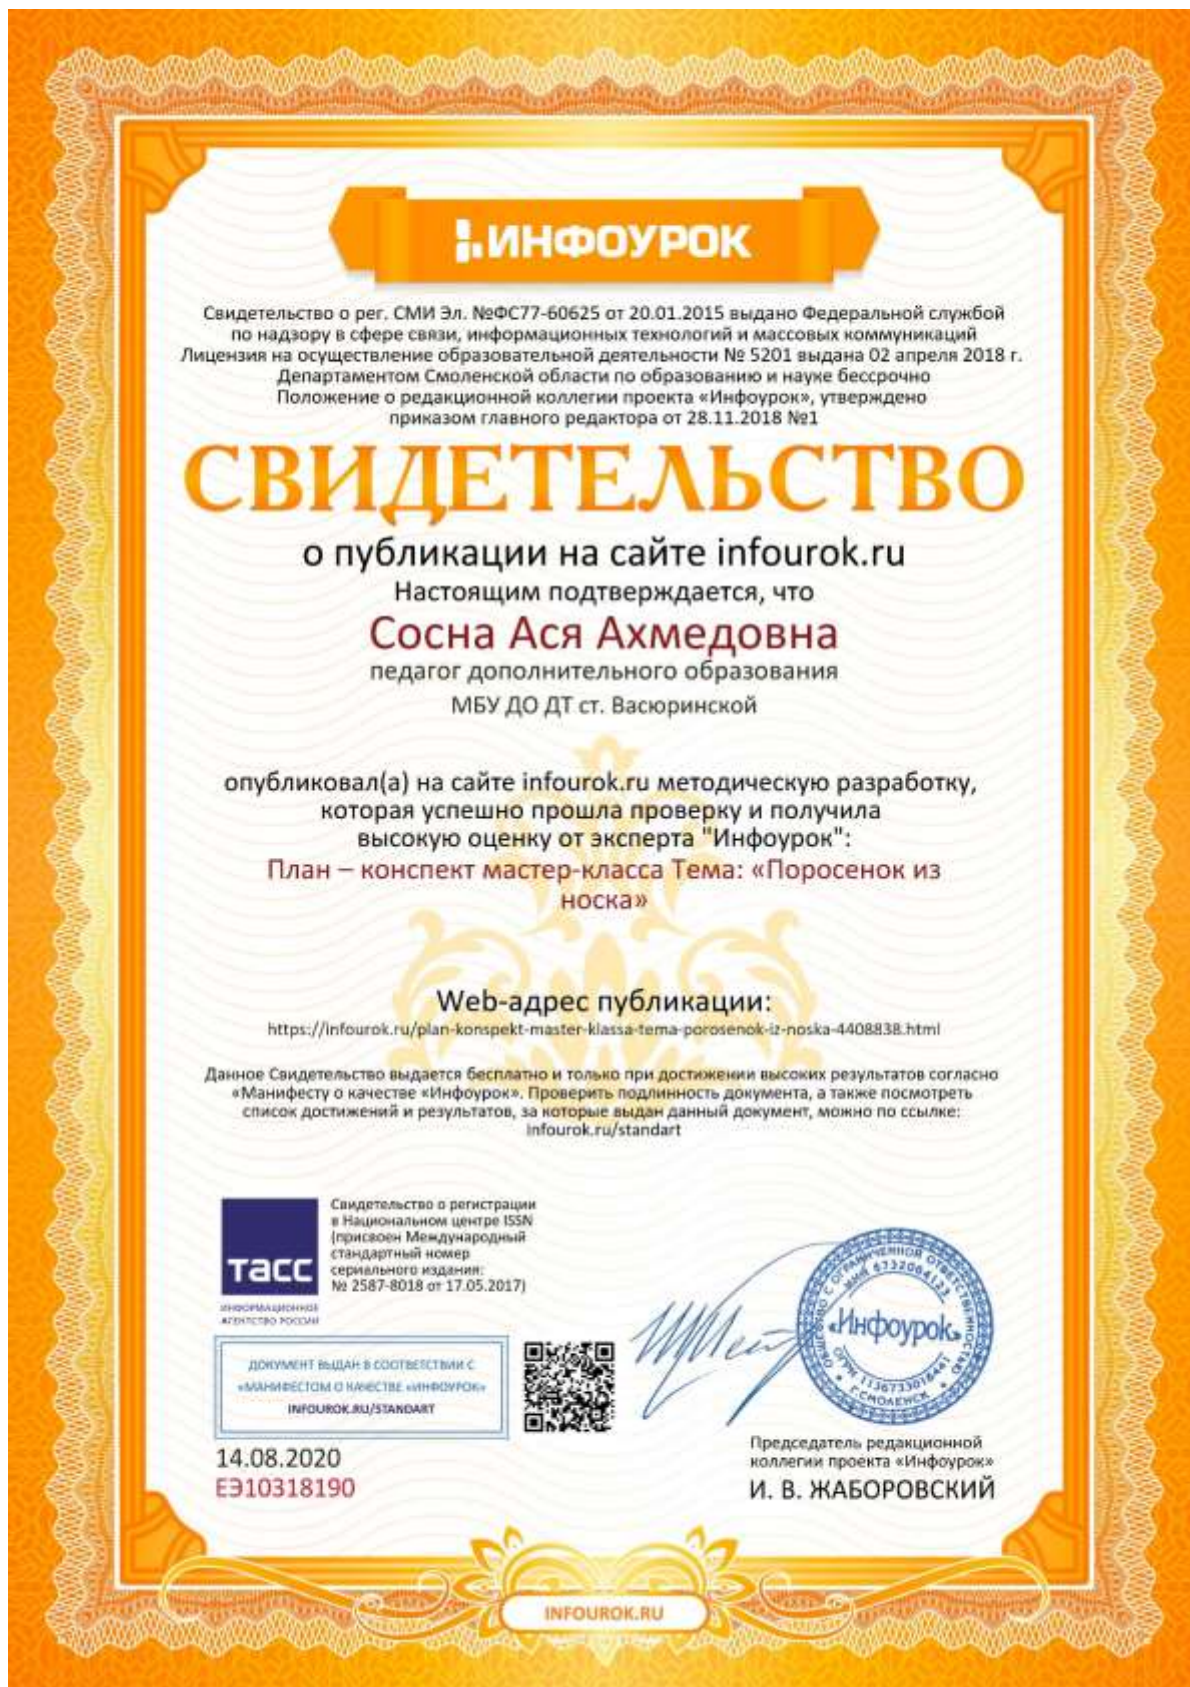 ИНФОУРОК
Свидетельство о рег. СМИ Эл. №ФС77-60625 от 20.01.2015 выдано Федеральной службой
по надзору в сфере связи, информационных технологий и массовых коммуникаций
Лицензия на осуществление образовательной деятельности № 5201 выдана 02 апреля 2018 г.
Департаментом Смоленской области по образованию и науке бессрочно
Положение о редакционной коллегии проекта «Инфоурок», утверждено
приказом главного редактора от 28.11.2018 №1
СВИДЕТЕЛЬСТВО
о публикации на сайте infourok.ru
Настоящим подтверждается, что
Сосна Ася Ахмедовна
педагог дополнительного образования
МБУ ДО ДТ ст. Васюринской
опубликовал(а) на сайте infourok.ru методическую разработку,
которая успешно прошла проверку и получила
высокую оценку от эксперта "Инфоурок":
План – конспект мастер-класса Тема: «Поросенок из
носка»
Web-адрес публикации:
https://infourok.ru/plan-konspekt-master-klassa-tema-porosenok-iz-noska-4408838.html
Данное Свидетельство выдается бесплатно и только при достижении высоких результатов согласно
«Манифесту о качестве «Инфоурок». Проверить подлинность документа, а также посмотреть
список достижений и результатов, за которые выдан данный документ, можно по ссылке:
infourok.ru/standart
Свидетельство о регистрации
в Национальном центре ISSN
(присвоен Международный
стандартный номер
сериального издания:
№ 2587-8018 от 17.05.2017)
ТАСС
ИНФОРМАЦИОННОЕ
АГЕНТСТВО РОССИИ
ДОКУМЕНТ ВЫДАН В СООТВЕТСТВИИ С
«МАНИФЕСТОМ О КАЧЕСТВЕ «ИНФОУРОК»
INFOUROK.RU/STANDART
14.08.2020
ЕЭ10318190
ОБЩЕСТВО С ОГРАНИЧЕННОЙ ОТВЕТСТВЕННОСТЬЮ
ИНН 6732064123
«Инфоурок»
ОГРН 1136733016441
Г.СМОЛЕНСК
Председатель редакционной
коллегии проекта «Инфоурок»
И. В. ЖАБОРОВСКИЙ
INFOUROK.RU